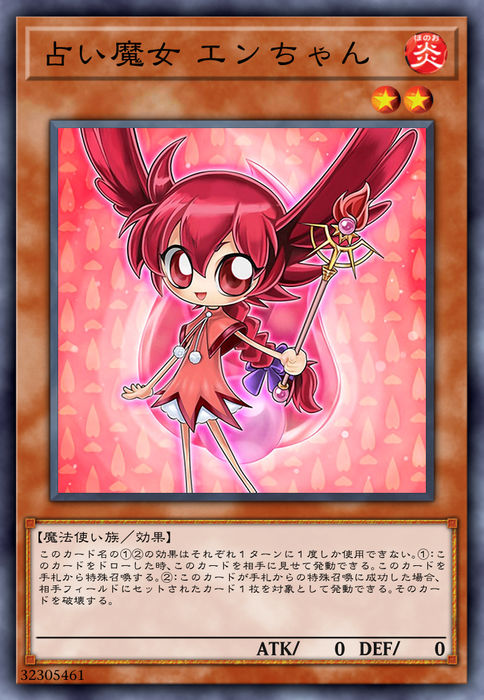 占い魔女 エンちゃん
ほのお
炎
【魔法使い族／効果】
このカード名の①②の効果はそれぞれ１ターンに１度しか使用できない。①：こ
のカードをドローした時、このカードを相手に見せて発動できる。このカードを
手札から特殊召喚する。②：このカードが手札からの特殊召喚に成功した場合、
相手フィールドにセットされたカード１枚を対象として発動できる。そのカー
ドを破壊する。
ATK/ 0 DEF/ 0
32305461